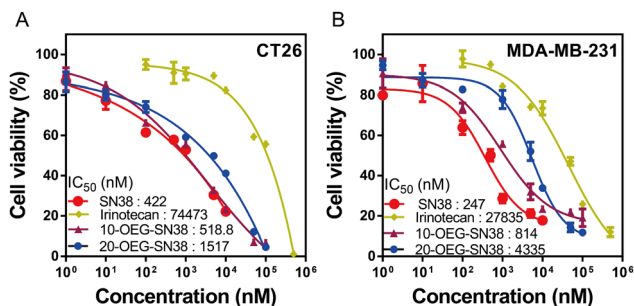 A
CT26
Cell viability (%)
100
80
60
40
20
0
IC50 (nM)
SN38 : 422
Irinotecan : 74473
10-OEG-SN38 : 518.8
20-OEG-SN38 : 1517
10^0 10^1 10^2 10^3 10^4 10^5 10^6
Concentration (nM)
B
MDA-MB-231
Cell viability (%)
100
80
60
40
20
0
IC50 (nM)
SN38 : 247
Irinotecan : 27835
10-OEG-SN38 : 814
20-OEG-SN38 : 4335
10^0 10^1 10^2 10^3 10^4 10^5 10^6
Concentration (nM)